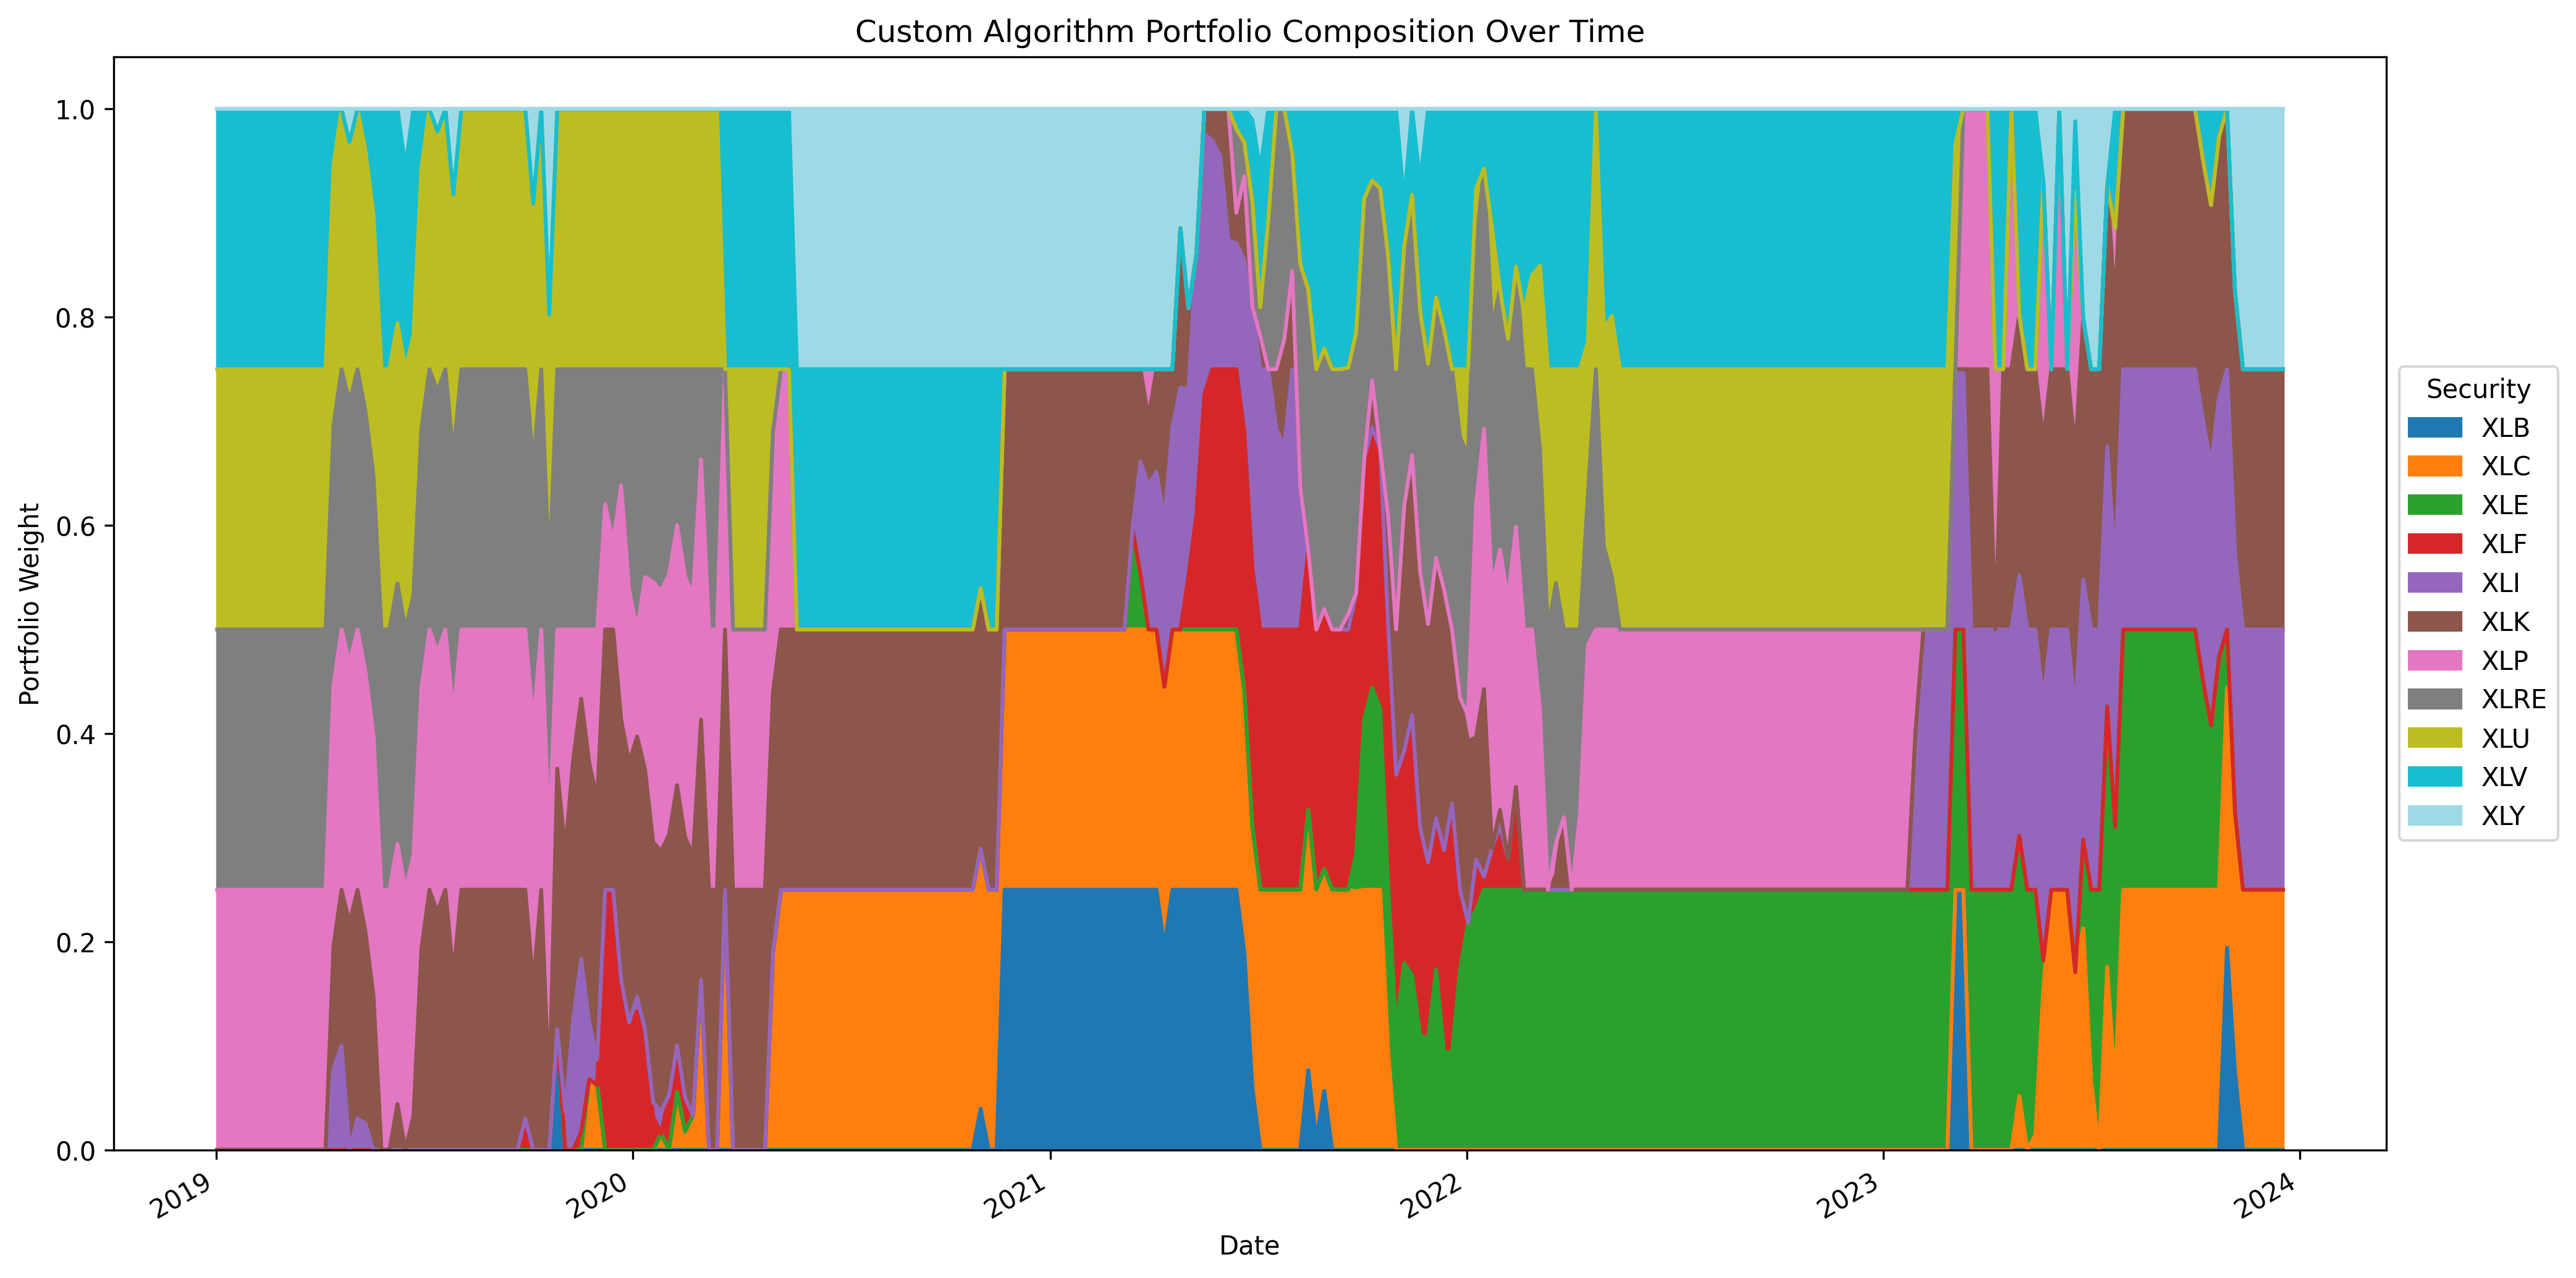 Custom Algorithm Portfolio Composition Over Time
Portfolio Weight
1.0
0.8
0.6
0.4
0.2
0.0
2019
2020
2021
2022
2023
2024
Date
Security
XLB
XLC
XLE
XLF
XLI
XLK
XLP
XLRE
XLU
XLV
XLY